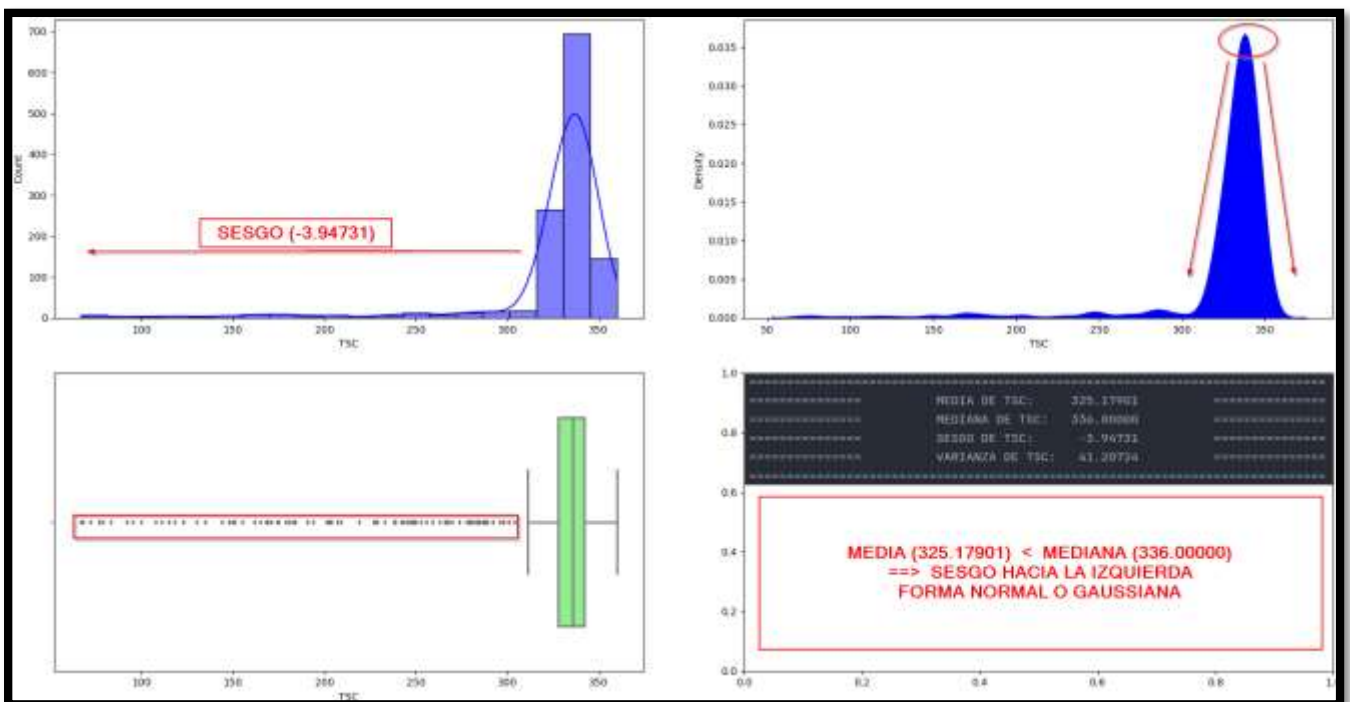 700
600
500
400
300
200
100
0
Count
SESGO (-3.94731)
100 150 200 250 300 350
TSC
0.035
0.030
0.025
0.020
0.015
0.010
0.005
0.000
Density
50 100 150 200 250 300 350
TSC
100 150 200 250 300 350
TSC
1.0
0.8
0.6
0.4
0.2
0.0
MEDIA DE TSC: 325.17901
MEDIANA DE TSC: 336.00000
SESGO DE TSC: -3.94731
VARIANZA DE TSC: 41.20734
MEDIA (325.17901) < MEDIANA (336.00000)
==> SESGO HACIA LA IZQUIERDA
FORMA NORMAL O GAUSSIANA
0.0 0.2 0.4 0.6 0.8